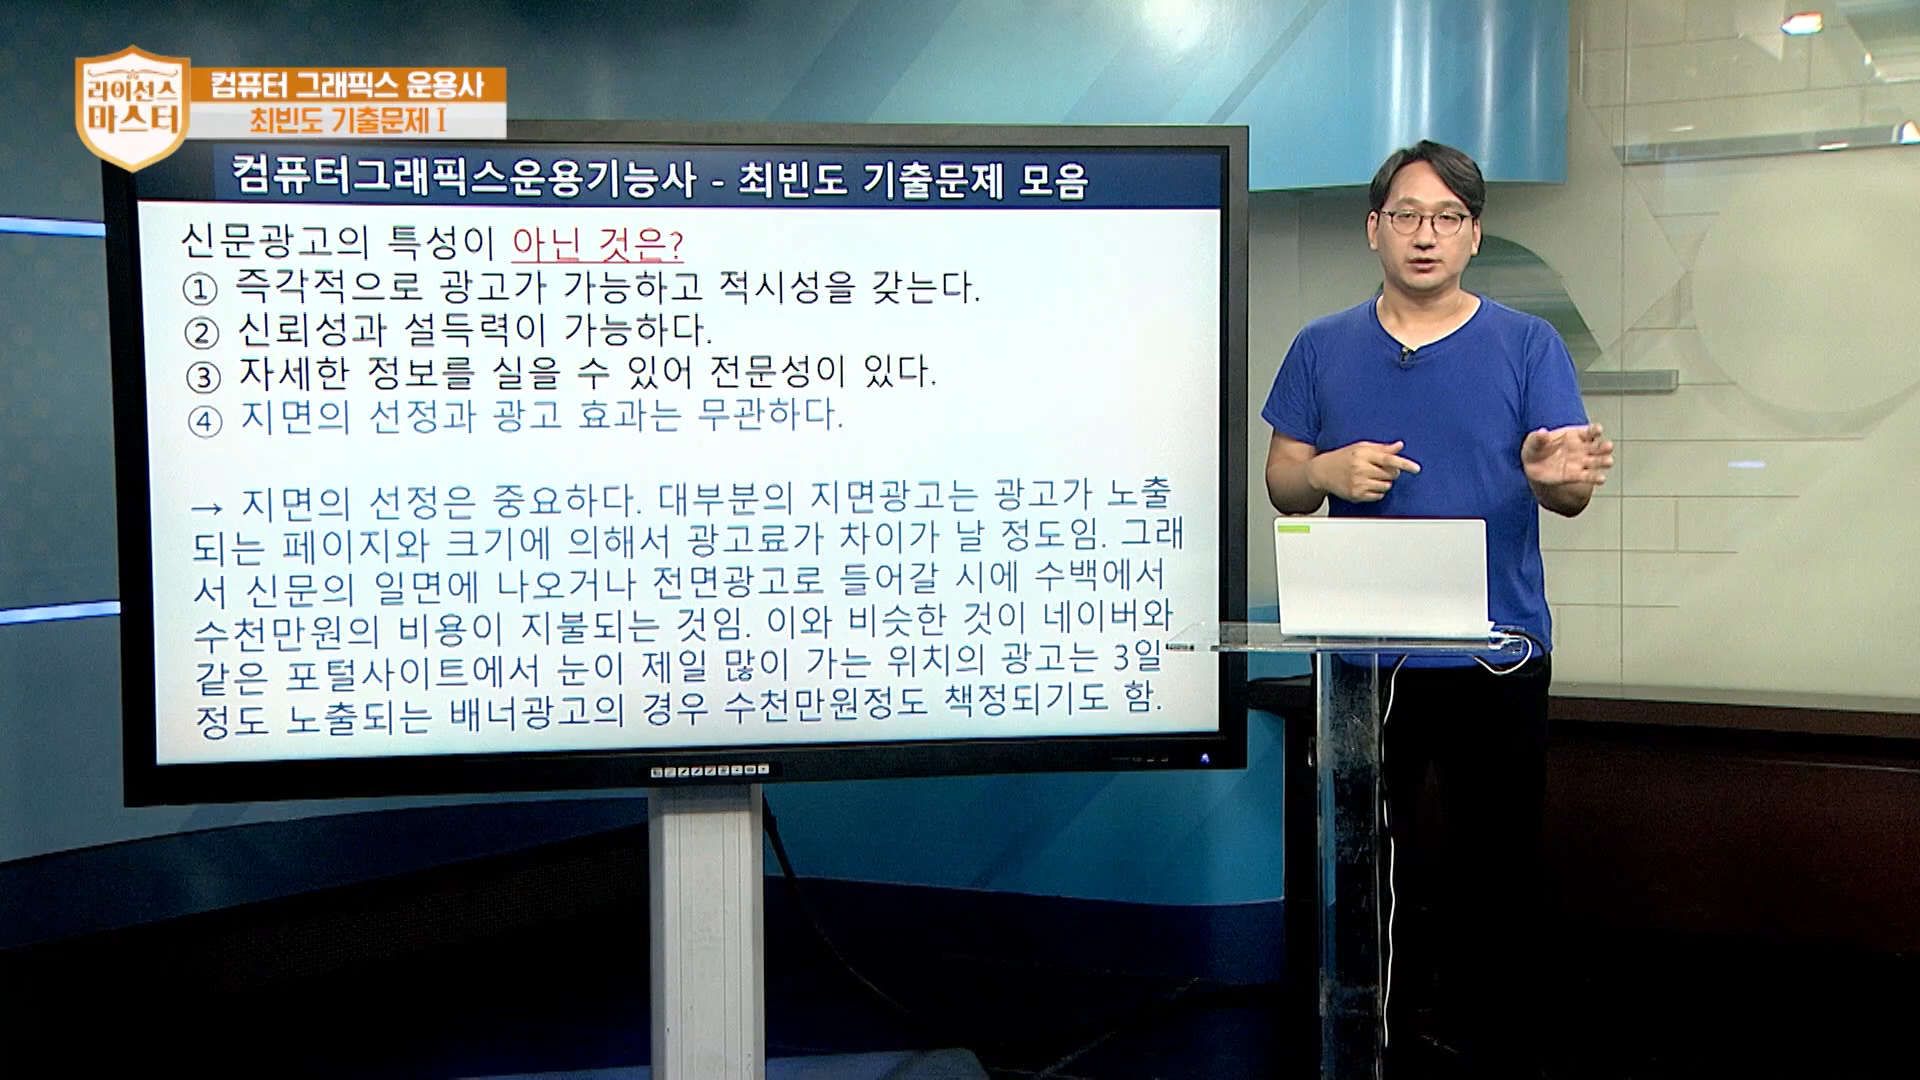 라이선스
마스터
컴퓨터 그래픽스 운용사
최빈도 기출문제 I
컴퓨터그래픽스운용기능사 - 최빈도 기출문제 모음
신문광고의 특성이 아닌 것은?
① 즉각적으로 광고가 가능하고 적시성을 갖는다.
② 신뢰성과 설득력이 가능하다.
③ 자세한 정보를 실을 수 있어 전문성이 있다.
④ 지면의 선정과 광고 효과는 무관하다.
→ 지면의 선정은 중요하다. 대부분의 지면광고는 광고가 노출
되는 페이지와 크기에 의해서 광고료가 차이가 날 정도임. 그래
서 신문의 일면에 나오거나 전면광고로 들어갈 시에 수백에서
수천만원의 비용이 지불되는 것임. 이와 비슷한 것이 네이버와
같은 포털사이트에서 눈이 제일 많이 가는 위치의 광고는 3일
정도 노출되는 배너광고의 경우 수천만원정도 책정되기도 함.